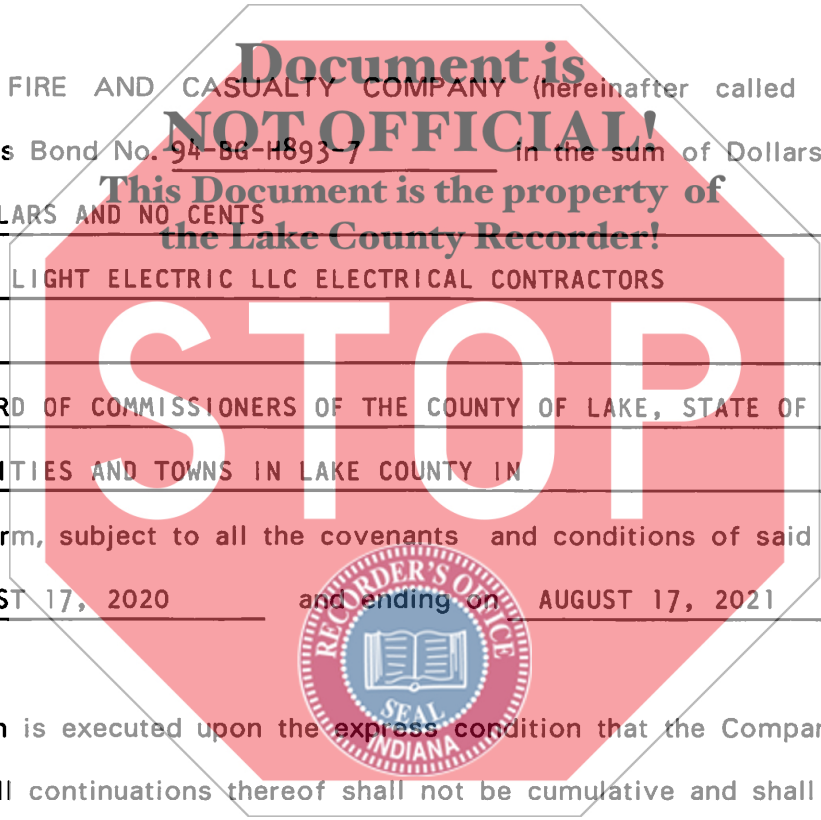 Document is
FIRE AND CASUALTY COMPANY (hereinafter called
NOT OFFICIAL!
s Bond No. 94-BG-H893-7 in the sum of Dollars
This Document is the property of
LARS AND NO CENTS
the Lake County Recorder!
LIGHT ELECTRIC LLC ELECTRICAL CONTRACTORS
STOP
RD OF COMMISSIONERS OF THE COUNTY OF LAKE, STATE OF
ITIES AND TOWNS IN LAKE COUNTY IN
rm, subject to all the covenants and conditions of said
ST 17, 2020 and ending on AUGUST 17, 2021
RECORDER'S OFFICE
SEAL
INDIANA
n is executed upon the express condition that the Compan
ll continuations thereof shall not be cumulative and shall